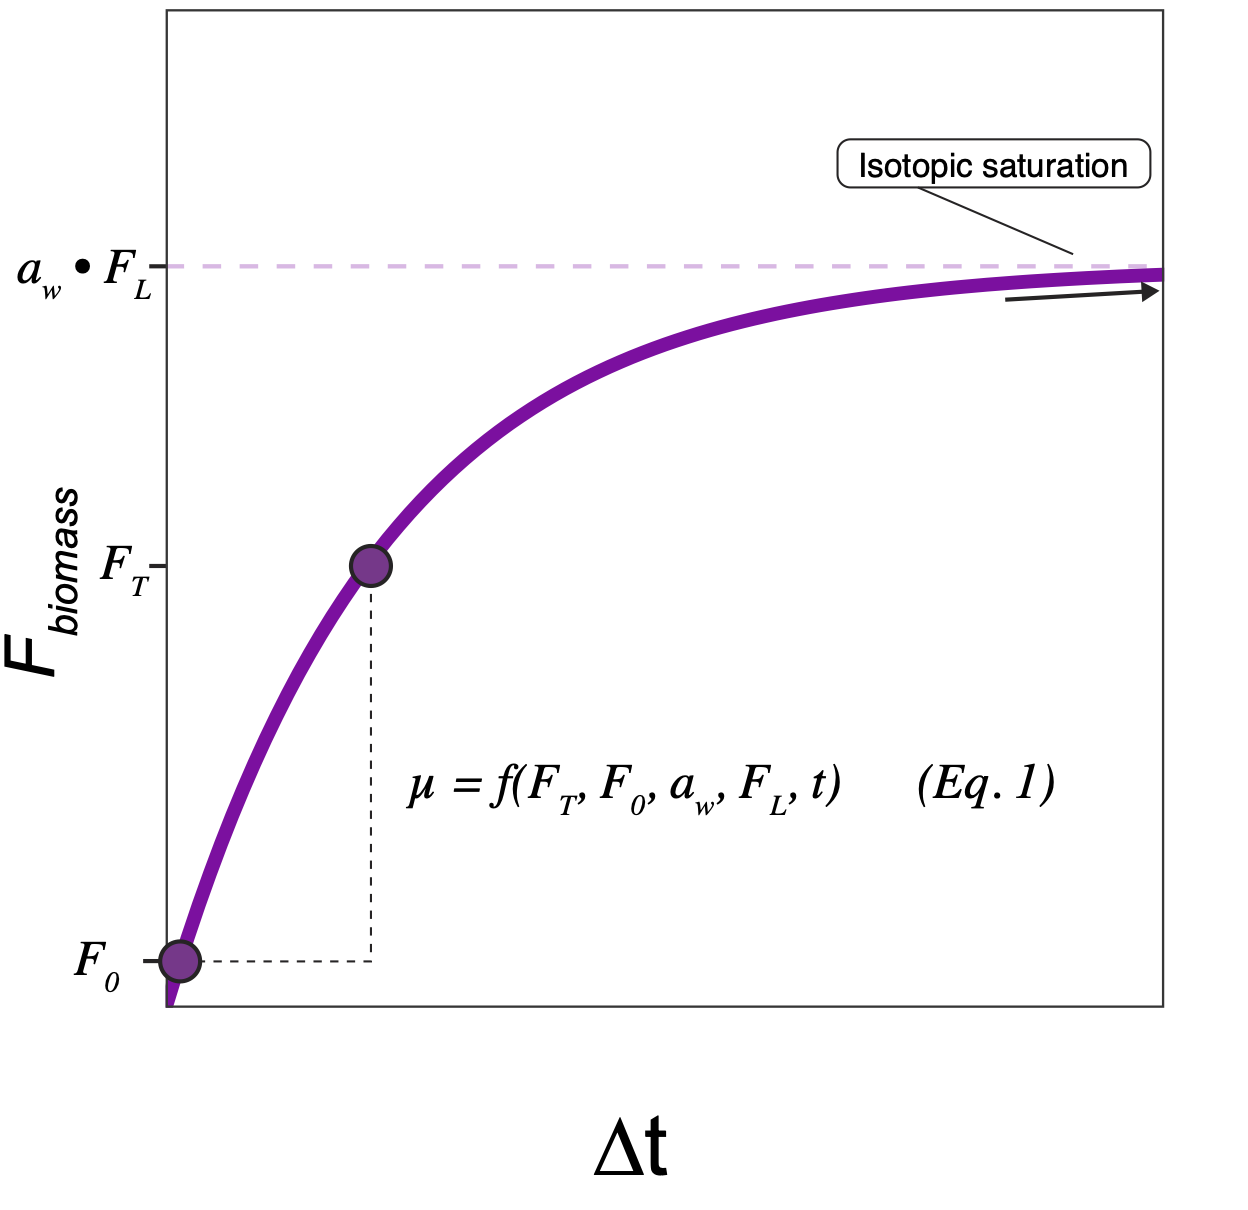 Isotopic saturation
a_w • F_L
F_T
F_biomass
μ = f(F_T, F_0, a_w, F_L, t) (Eq. 1)
F_0
Δt